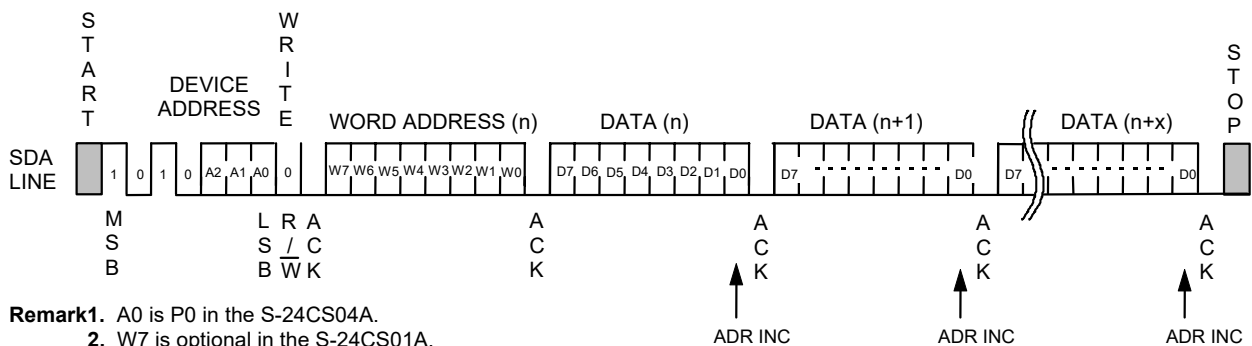 START
WRITE
STOP
DEVICE
ADDRESS
WORD ADDRESS (n)
DATA (n)
DATA (n+1)
DATA (n+x)
SDA
LINE
1 0 1 0 A2 A1 A0 0
W7 W6 W5 W4 W3 W2 W1 W0
D7 D6 D5 D4 D3 D2 D1 D0
D7 D0
D7 D0
MSB
LSB
R/W
ACK
ACK
ACK
ACK
ACK
ADR INC
ADR INC
ADR INC
Remark1. A0 is P0 in the S-24CS04A.
2. W7 is optional in the S-24CS01A.